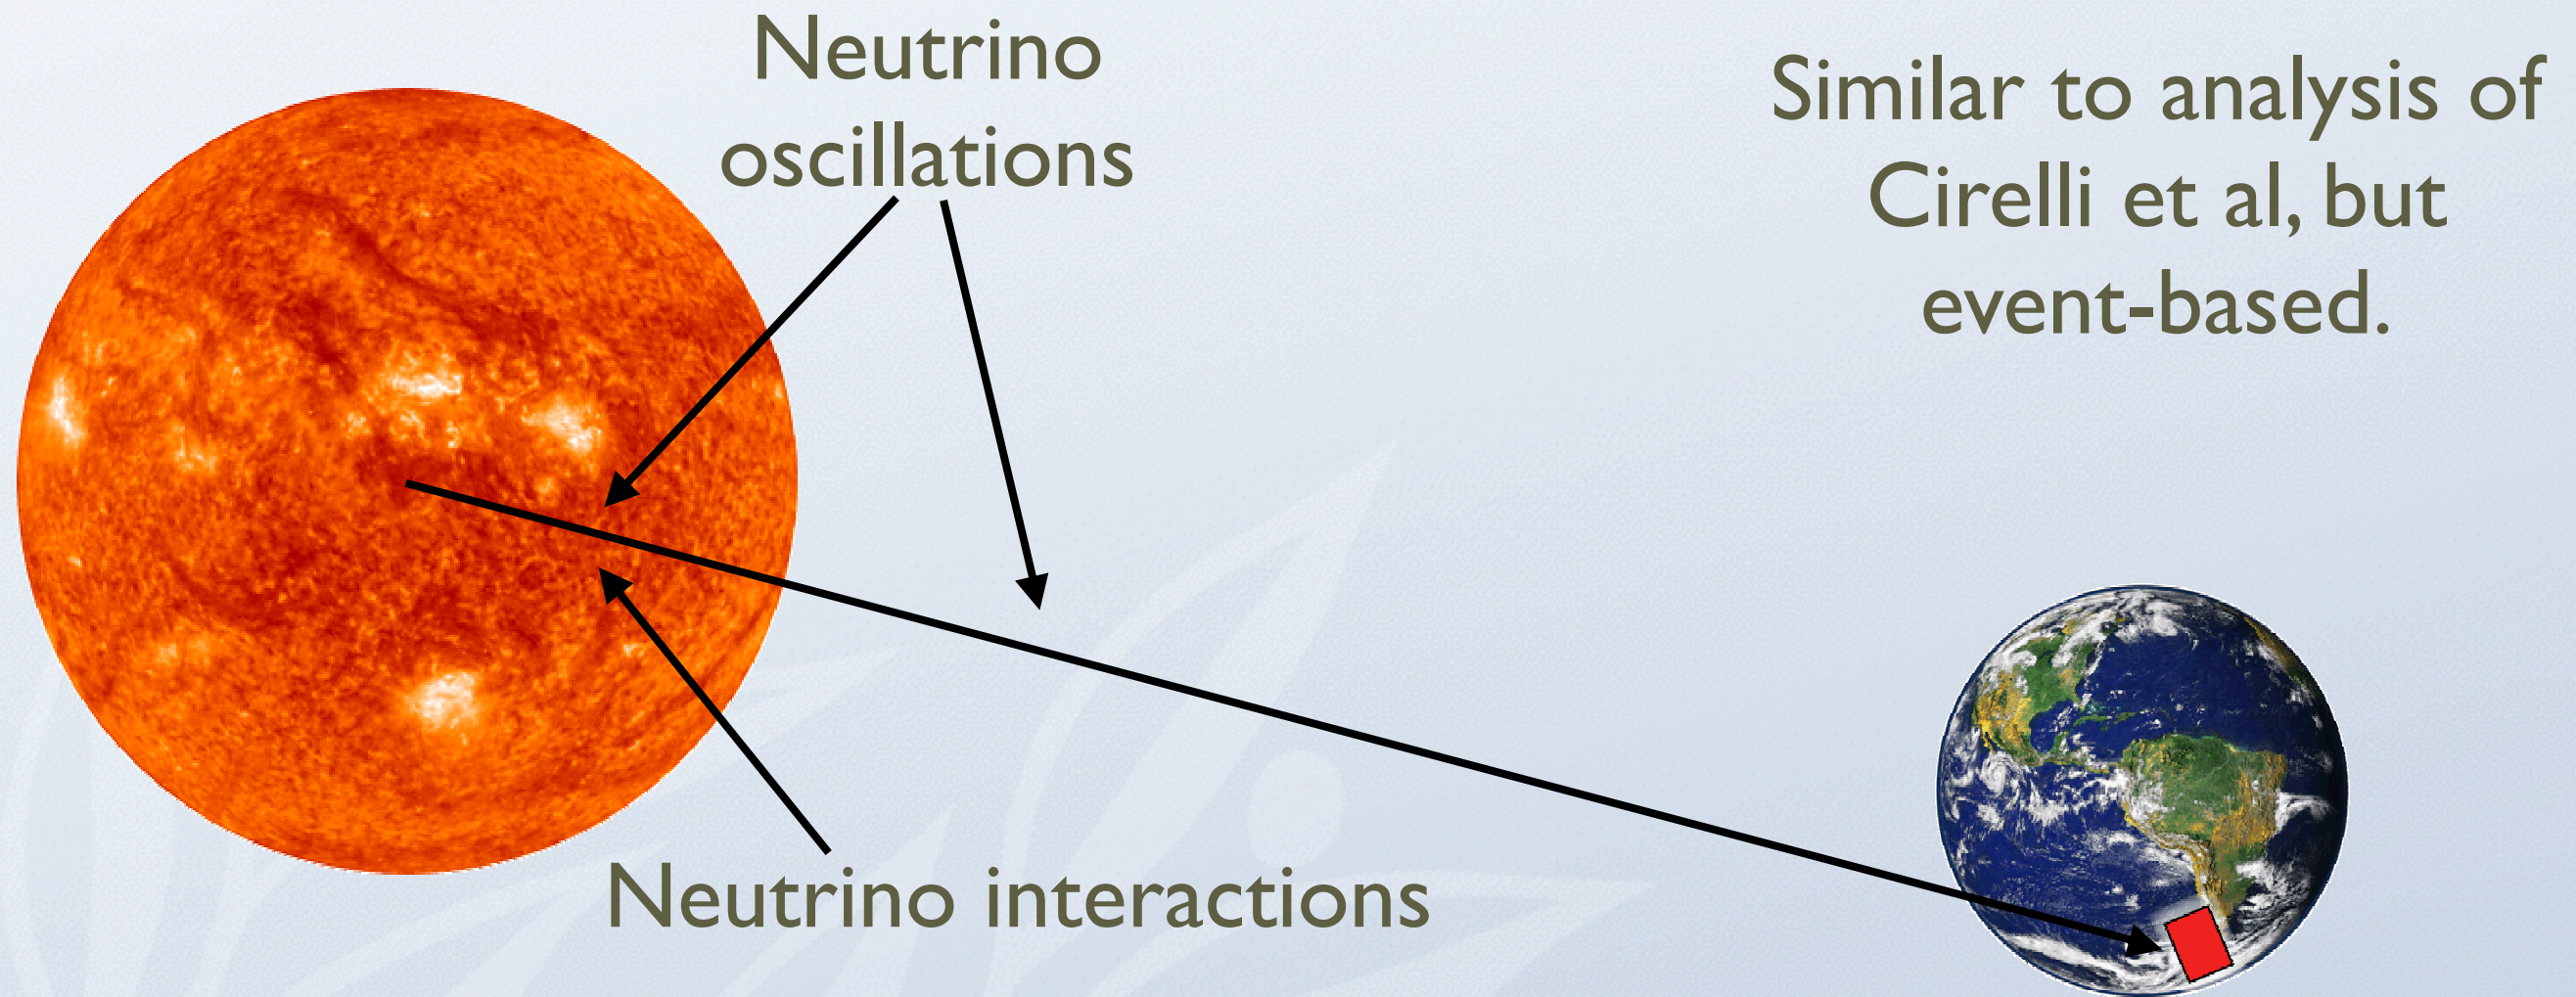 Neutrino
oscillations
Similar to analysis of
Cirelli et al, but
event-based.
Neutrino interactions